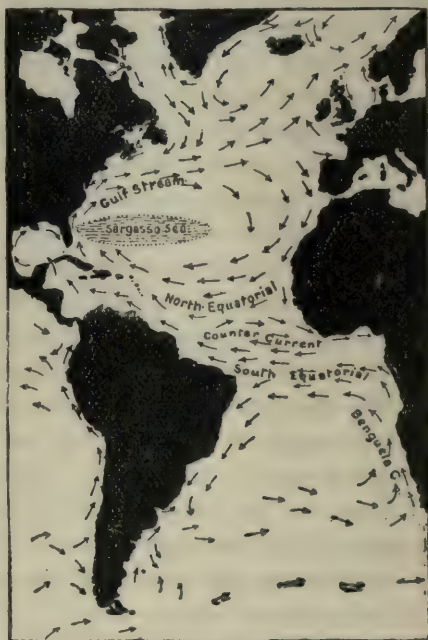 Gulf Stream
Sargasso Sea
North Equatorial
Counter Current
South Equatorial
Benguela C.